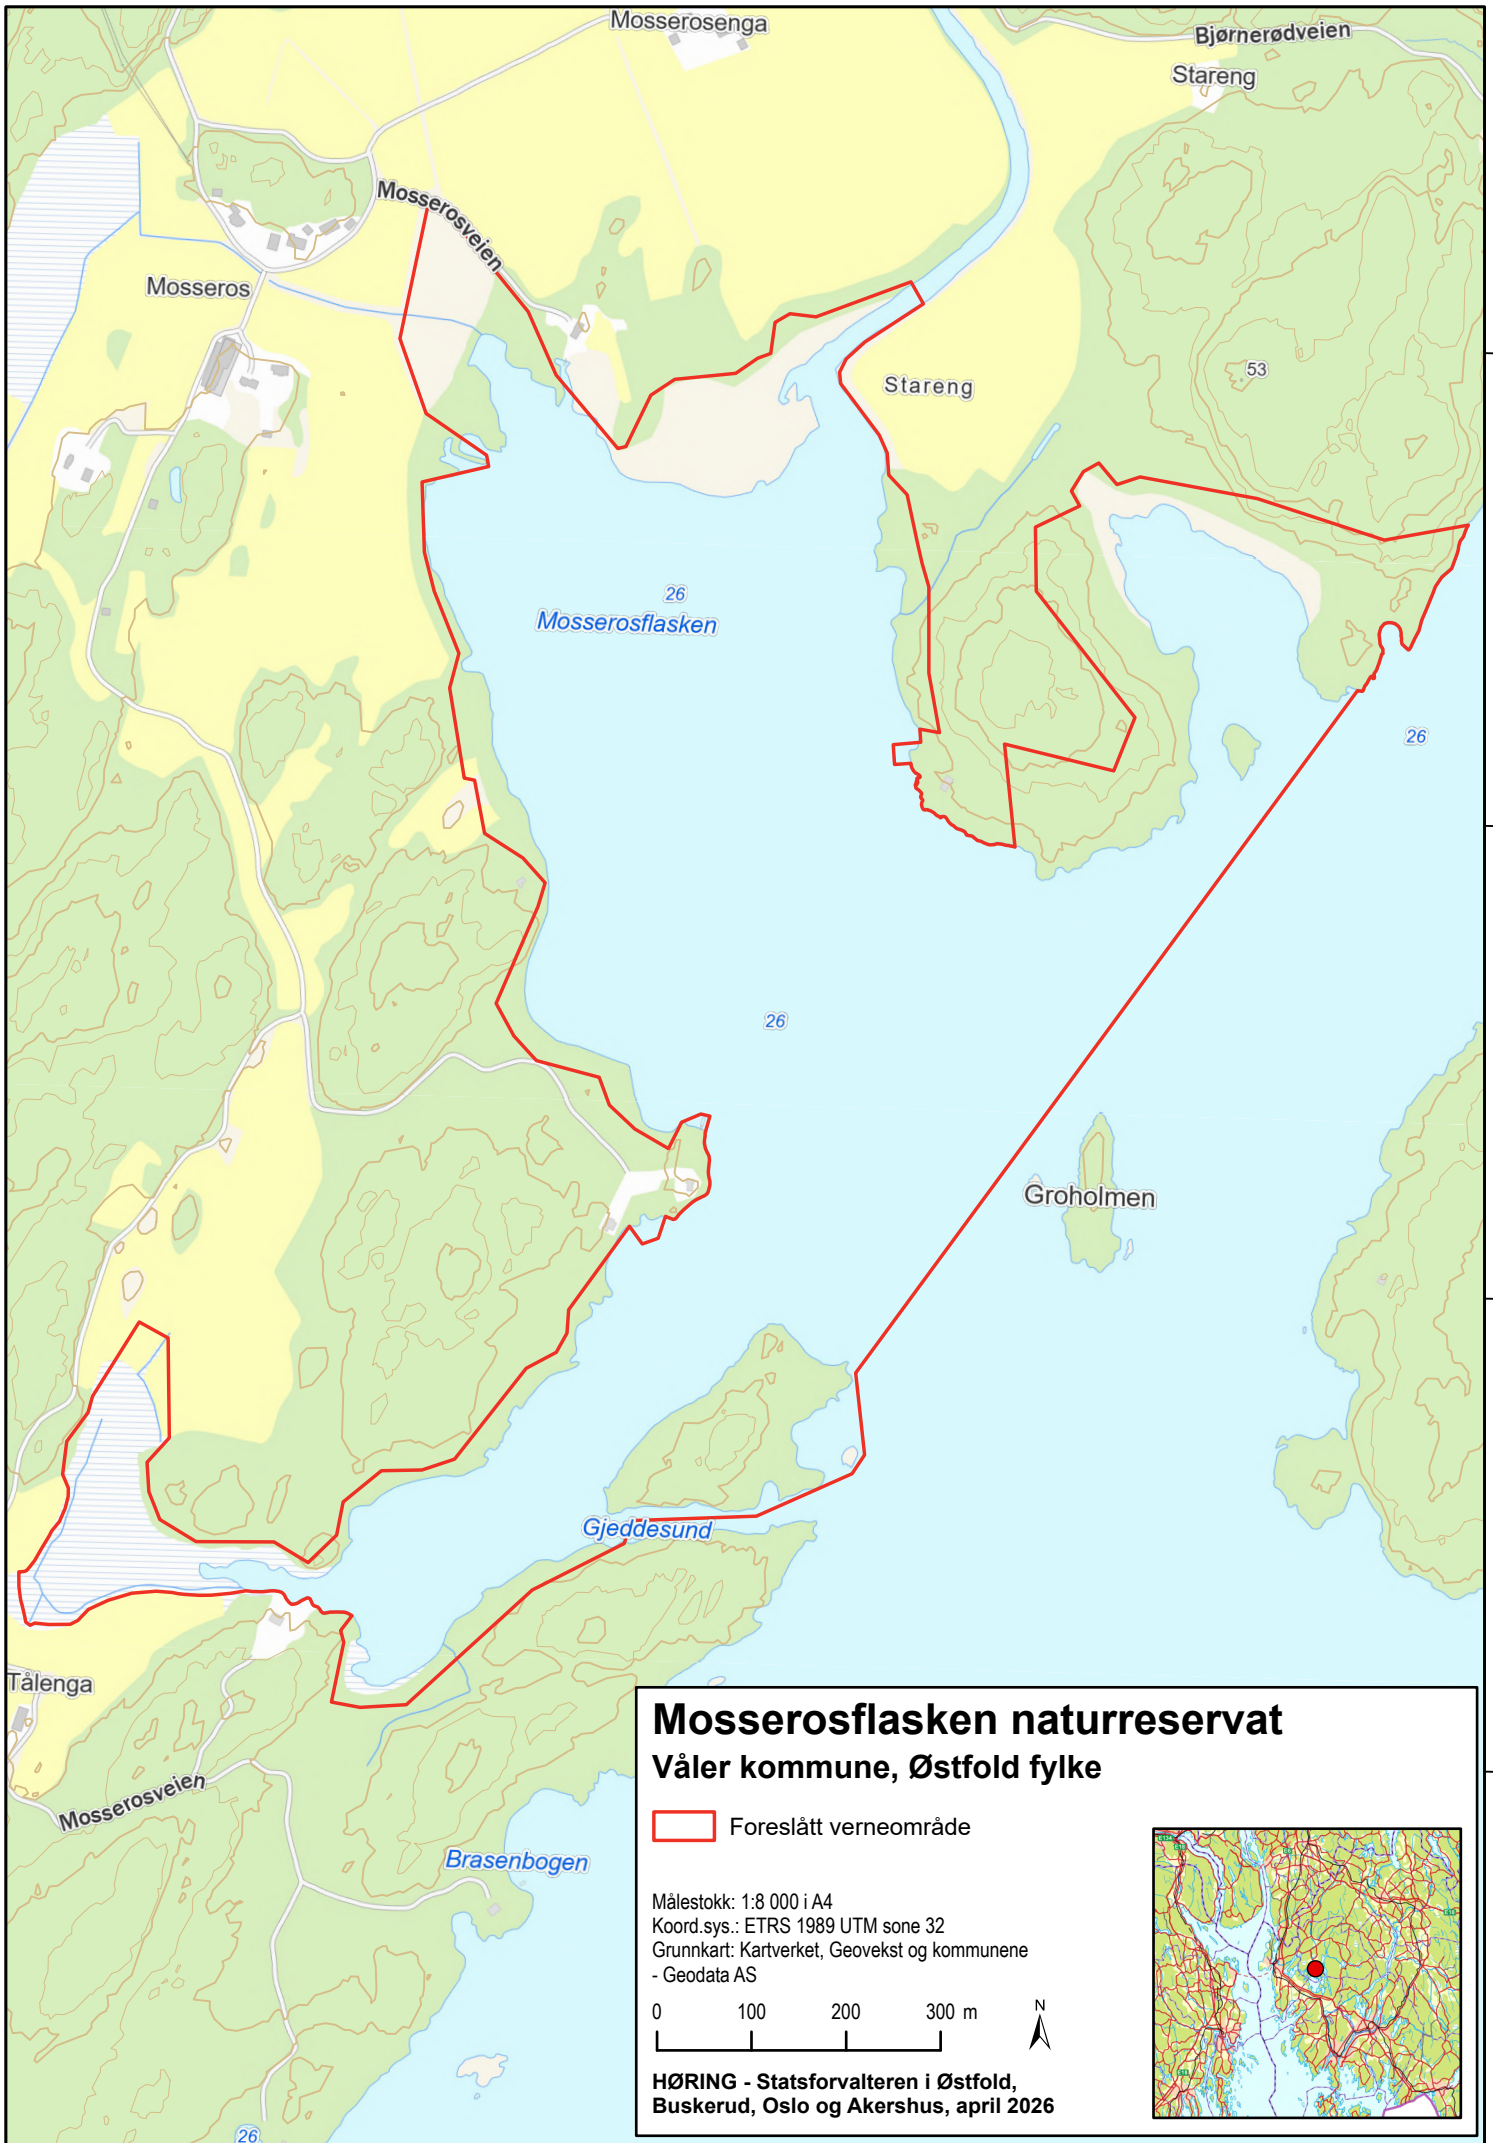 Mosserosenga
Bjørnerødveien
Stareng
Mosserosveien
Mosseros
53
Stareng
26
Mosserosflasken
26
26
Groholmen
Gjeddesund
Tålenga
Mosserosveien
Brasenbogen
26
Mosserosflasken naturreservat
Våler kommune, Østfold fylke
Foreslått verneområde
Målestokk: 1:8 000 i A4
Koord.sys.: ETRS 1989 UTM sone 32
Grunnkart: Kartverket, Geovekst og kommunene
- Geodata AS
0 100 200 300 m
N
HØRING - Statsforvalteren i Østfold,
Buskerud, Oslo og Akershus, april 2026